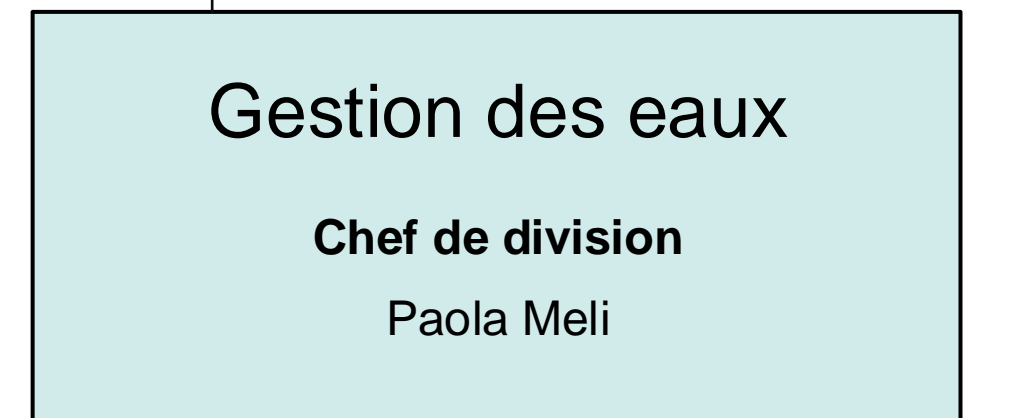 Gestion des eaux
Chef de division
Paola Meli